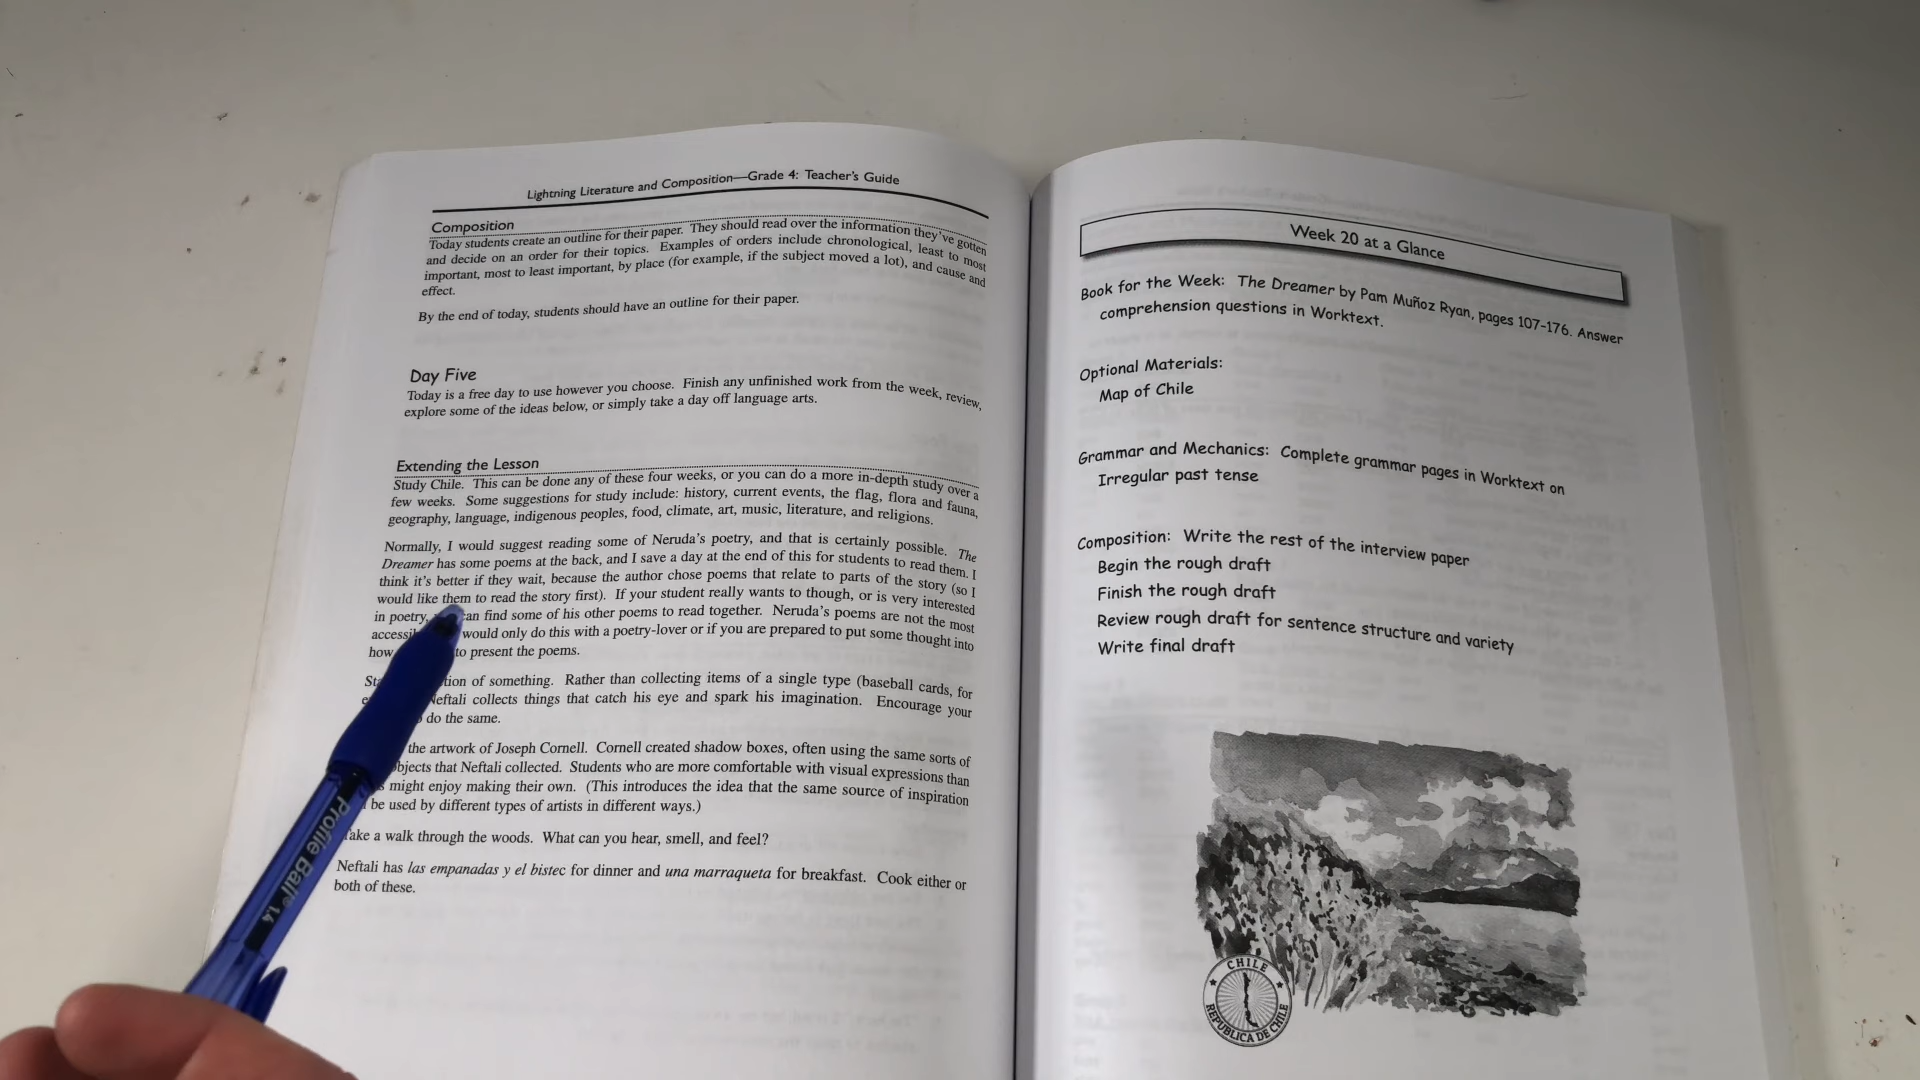 Lightning Literature and Composition—Grade 4: Teacher's Guide
Composition
Today students create an outline for their paper. They should read over the information they've gotten
and decide on an order for their topics. Examples of orders include chronological, least to most
important, most to least important, by place (for example, if the subject moved a lot), and cause and
effect.
By the end of today, students should have an outline for their paper.
Day Five
Today is a free day to use however you choose. Finish any unfinished work from the week, review,
explore some of the ideas below, or simply take a day off language arts.
Extending the Lesson
Study Chile. This can be done any of these four weeks, or you can do a more in-depth study over a
few weeks. Some suggestions for study include: history, current events, the flag, flora and fauna,
geography, language, indigenous peoples, food, climate, art, music, literature, and religions.
Normally, I would suggest reading some of Neruda's poetry, and that is certainly possible. The
Dreamer has some poems at the back, and I save a day at the end of this for students to read them. I
think it's better if they wait, because the author chose poems that relate to parts of the story (so I
would like them to read the story first). If your student really wants to though, or is very interested
in poetry, can find some of his other poems to read together. Neruda's poems are not the most
would only do this with a poetry-lover or if you are prepared to put some thought into
how to present the poems.
of something. Rather than collecting items of a single type (baseball cards, for
Neftali collects things that catch his eye and spark his imagination. Encourage your
do the same.
the artwork of Joseph Cornell. Cornell created shadow boxes, often using the same sorts of
objects that Neftali collected. Students who are more comfortable with visual expressions than
might enjoy making their own. (This introduces the idea that the same source of inspiration
be used by different types of artists in different ways.)
Take a walk through the woods. What can you hear, smell, and feel?
Neftali has las empanadas y el bistec for dinner and una marraqueta for breakfast. Cook either or
both of these.
Profile Ball 1.4
Week 20 at a Glance
Book for the Week: The Dreamer by Pam Muñoz Ryan, pages 107-176. Answer
comprehension questions in Worktext.
Optional Materials:
Map of Chile
Grammar and Mechanics: Complete grammar pages in Worktext on
Irregular past tense
Composition: Write the rest of the interview paper
Begin the rough draft
Finish the rough draft
Review rough draft for sentence structure and variety
Write final draft
CHILE
REPUBLICA DE CHILE